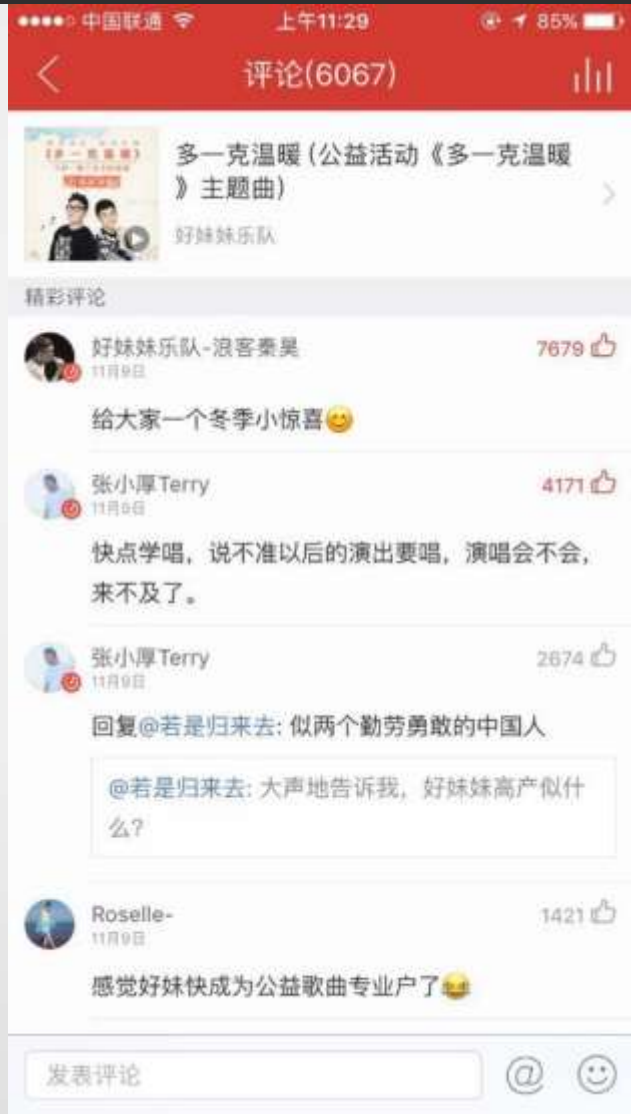 中国联通 上午11:29 85%
评论(6067)
多一克温暖 (公益活动《多一克温暖
》主题曲)
好妹妹乐队
《多一克温暖》
精彩评论
好妹妹乐队-浪客秦昊 7679
11月9日
给大家一个冬季小惊喜😊
张小厚Terry 4171
11月9日
快点学唱，说不准以后的演出要唱，演唱会不会，
来不及了。
张小厚Terry 2674
11月9日
回复@若是归来去: 似两个勤劳勇敢的中国人
@若是归来去: 大声地告诉我，好妹妹高产似什
么?
Roselle- 1421
11月9日
感觉好妹快成为公益歌曲专业户了😂
发表评论